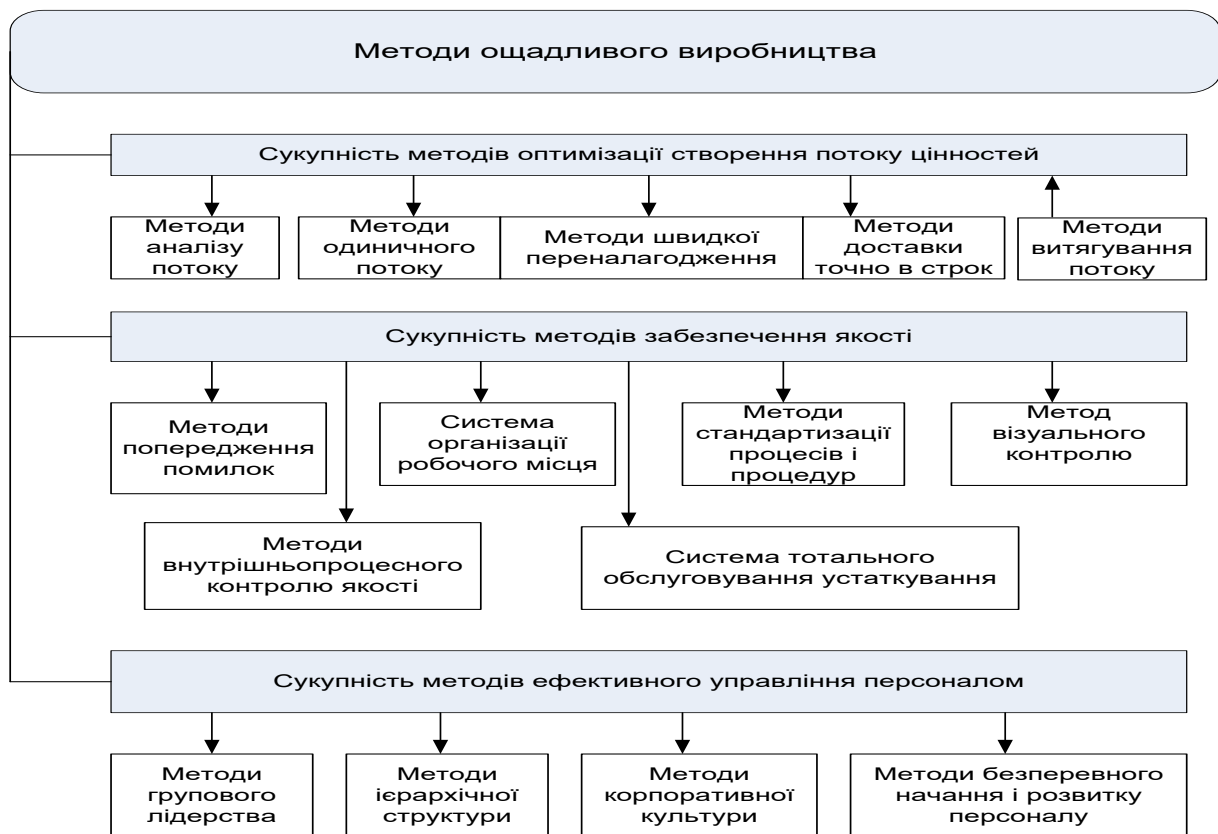 Методи ощадливого виробництва
Сукупність методів оптимізації створення потоку цінностей
Методи
аналізу
потоку
Методи
одиничного
потоку
Методи швидкої
переналагодження
Методи
доставки
точно в строк
Методи
витягування
потоку
Сукупність методів забезпечення якості
Методи
попередження
помилок
Система
організації
робочого місця
Методи
стандартизації
процесів і
процедур
Метод
візуального
контролю
Методи
внутрішньопроцесного
контролю якості
Система тотального
обслуговування устаткування
Сукупність методів ефективного управління персоналом
Методи
групового
лідерства
Методи
ієрархічної
структури
Методи
корпоративної
культури
Методи безперевного
начання і розвитку
персоналу